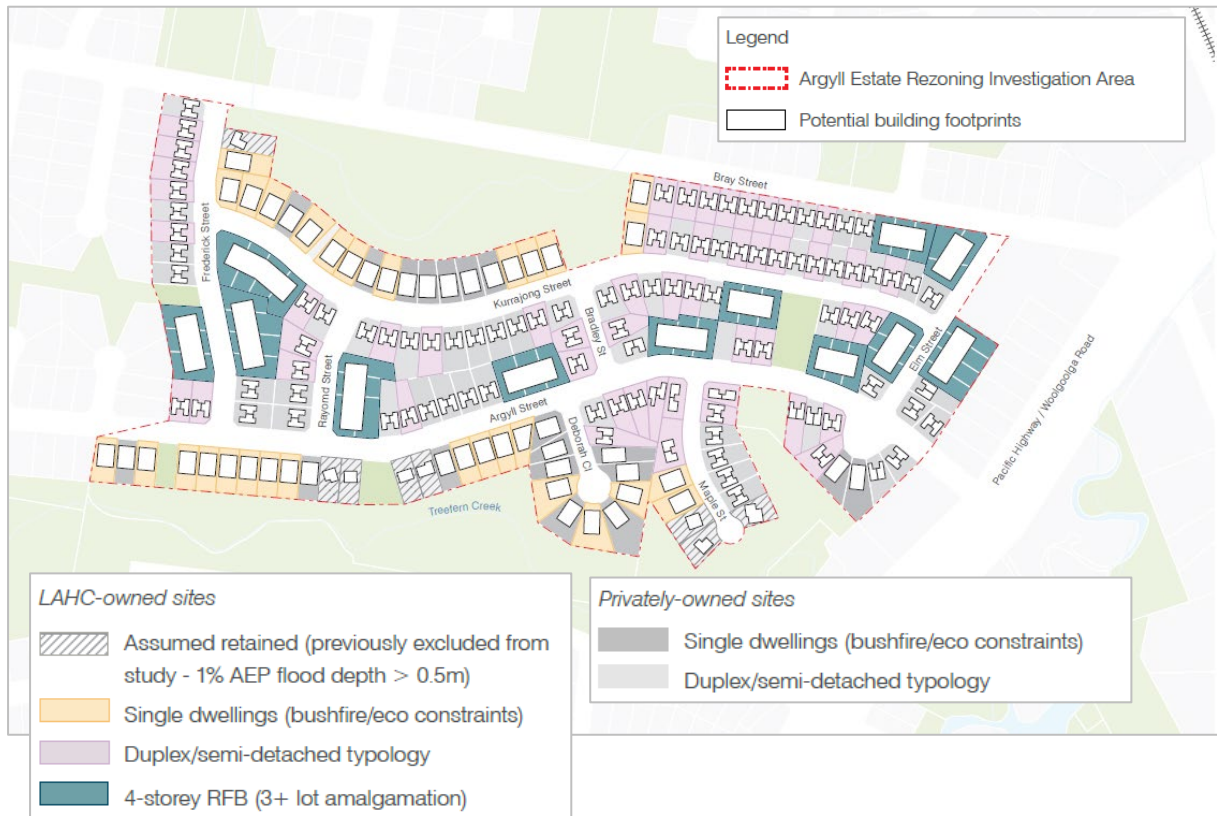 Legend
Argyll Estate Rezoning Investigation Area
Potential building footprints
Bray Street
Frederick Street
Kurrajong Street
Bradley St
Elm Street
Rayomd Street
Argyll Street
Deborah Cl
Maple St
Pacific Highway / Woolgoolga Road
Treefern Creek
LAHC-owned sites
Assumed retained (previously excluded from
study - 1% AEP flood depth > 0.5m)
Single dwellings (bushfire/eco constraints)
Duplex/semi-detached typology
4-storey RFB (3+ lot amalgamation)
Privately-owned sites
Single dwellings (bushfire/eco constraints)
Duplex/semi-detached typology